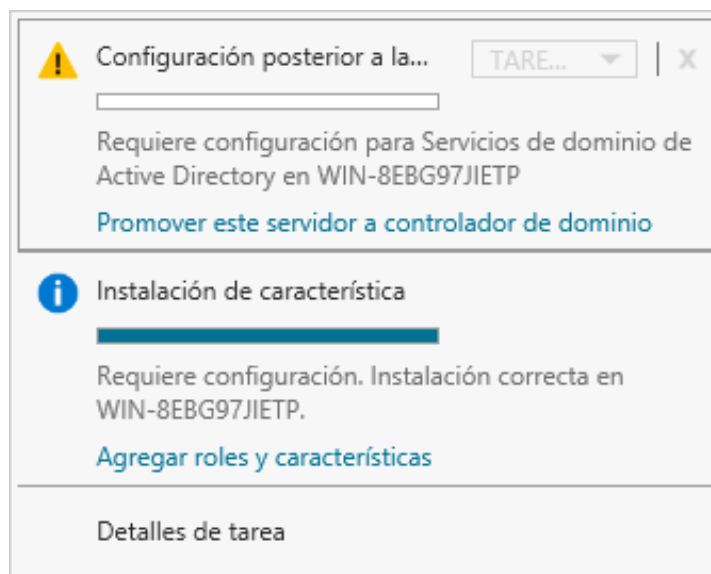 Configuración posterior a la...
TARE...
X
Requiere configuración para Servicios de dominio de
Active Directory en WIN-8EBG97JIETP
Promover este servidor a controlador de dominio
Instalación de característica
Requiere configuración. Instalación correcta en
WIN-8EBG97JIETP.
Agregar roles y características
Detalles de tarea